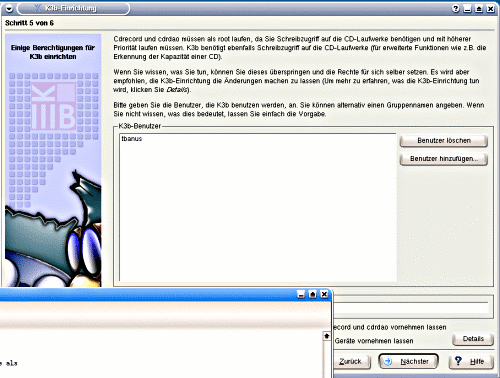 K3b-Einrichtung
Schritt 5 von 6
Einige Berechtigungen für
K3b einrichten
Cdrecord und cdrdao müssen als root laufen, da Sie Schreibzugriff auf die CD-Laufwerke benötigen und mit höherer
Priorität laufen müssen. K3b benötigt ebenfalls Schreibzugriff auf die CD-Laufwerke (für erweiterte Funktionen wie z.B. die
Erkennung der Kapazität einer CD).
Wenn Sie wissen, was Sie tun, können Sie dieses überspringen und die Rechte für sich selber setzen. Es wird aber
empfohlen, die K3b-Einrichtung die Änderungen machen zu lassen (Um mehr zu erfahren, was die K3b-Einrichtung tun
wird, klicken Sie Details).
Bitte geben Sie die Benutzer, die K3b benutzen werden, an. Sie können alternativ einen Gruppennamen angeben. Wenn
Sie nicht wissen, was dies bedeutet, lassen Sie einfach die Vorgabe.
K3b-Benutzer
tbanus
Benutzer löschen
Benutzer hinzufügen...
ecord und cdrdao vornehmen lassen
Geräte vornehmen lassen
Details
als
Zurück
Nächster
Hilfe